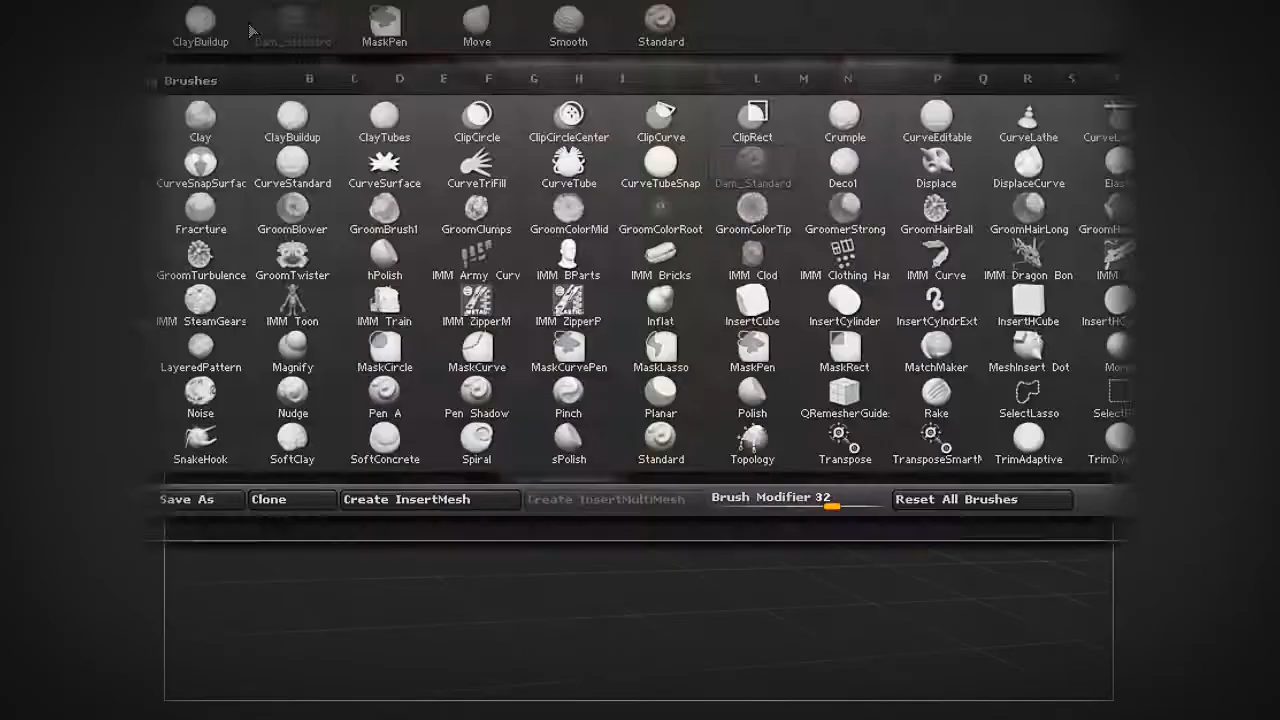 ClayBuildup Dam_Standard MaskPen Move Smooth Standard
Brushes B C D E F G H I L M N P Q R S
Clay ClayBuildup ClayTubes ClipCircle ClipCircleCenter ClipCurve ClipRect Crumple CurveEditable CurveLathe
CurveSnapSurfac CurveStandard CurveSurface CurveTriFill CurveTube CurveTubeSnap Dam_Standard Deco1 Displace DisplaceCurve
Fracrture GroomBlower GroomBrush1 GroomClumps GroomColorMid GroomColorRoot GroomColorTip GroomerStrong GroomHairBall GroomHairLong
GroomTurbulence GroomTwister hPolish IMM Army Curv IMM BParts IMM Bricks IMM Clod IMM Clothing Har IMM Curve IMM Dragon Bon IMM
IMM SteamGears IMM Toon IMM Train IMM ZipperM IMM ZipperP Inflat InsertCube InsertCylinder InsertCylndrExt InsertHCube
LayeredPattern Magnify MaskCircle MaskCurve MaskCurvePen MaskLasso MaskPen MaskRect MatchMaker MeshInsert Dot
Noise Nudge Pen A Pen Shadow Pinch Planar Polish QRemesherGuide: Rake SelectLasso
SnakeHook SoftClay SoftConcrete Spiral sPolish Standard Topology Transpose TransposeSmartM TrimAdaptive
Save As Clone Create InsertMesh Create InsertMultiMesh Brush Modifier 32 Reset All Brushes